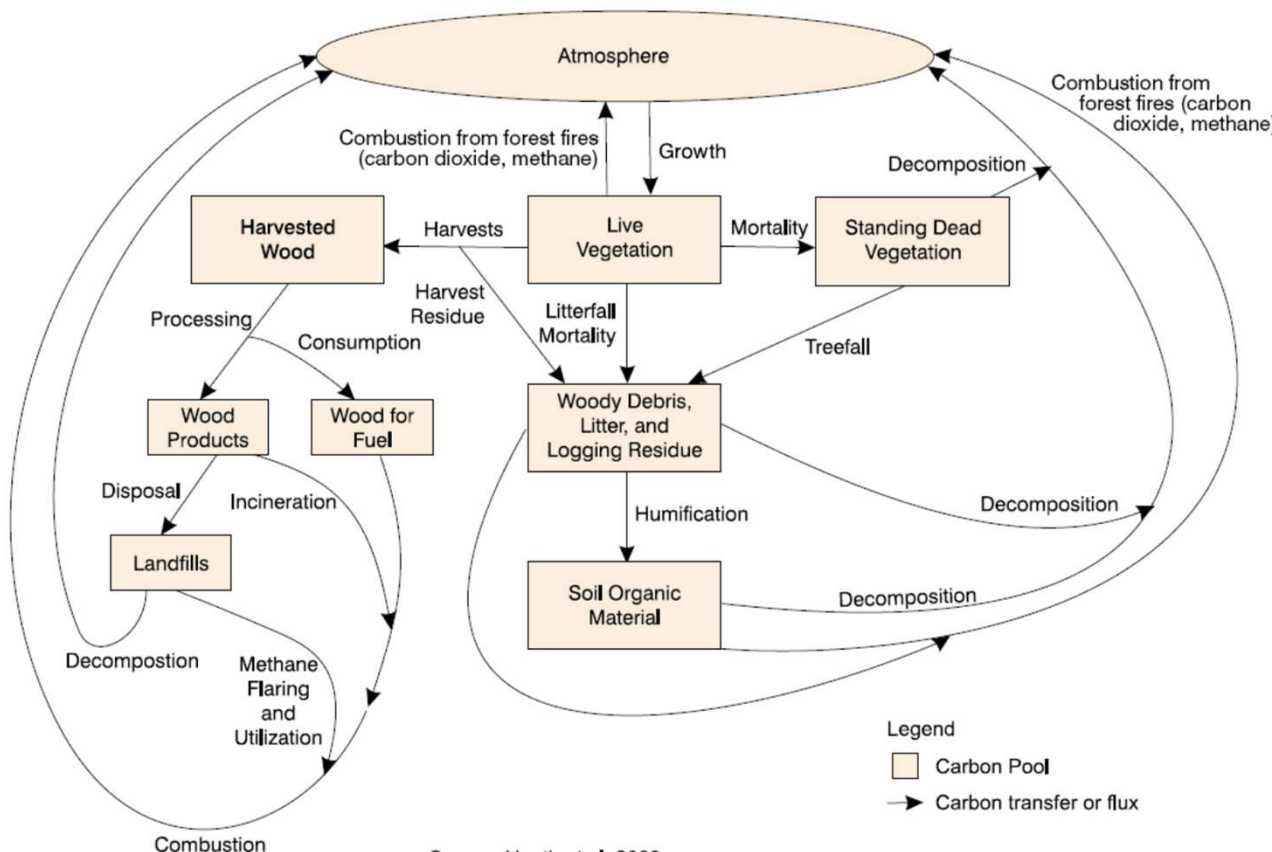 Atmosphere
Combustion from
forest fires (carbon
dioxide, methane)
Combustion from forest fires
(carbon dioxide, methane)
Growth
Decomposition
Harvested
Wood
Harvests
Live
Vegetation
Mortality
Standing Dead
Vegetation
Harvest
Residue
Litterfall
Mortality
Processing
Consumption
Treefall
Wood
Products
Wood for
Fuel
Woody Debris,
Litter, and
Logging Residue
Disposal
Incineration
Decomposition
Humification
Landfills
Soil Organic
Material
Decomposition
Decompostion
Methane
Flaring
and
Utilization
Legend
Carbon Pool
Carbon transfer or flux
Combustion